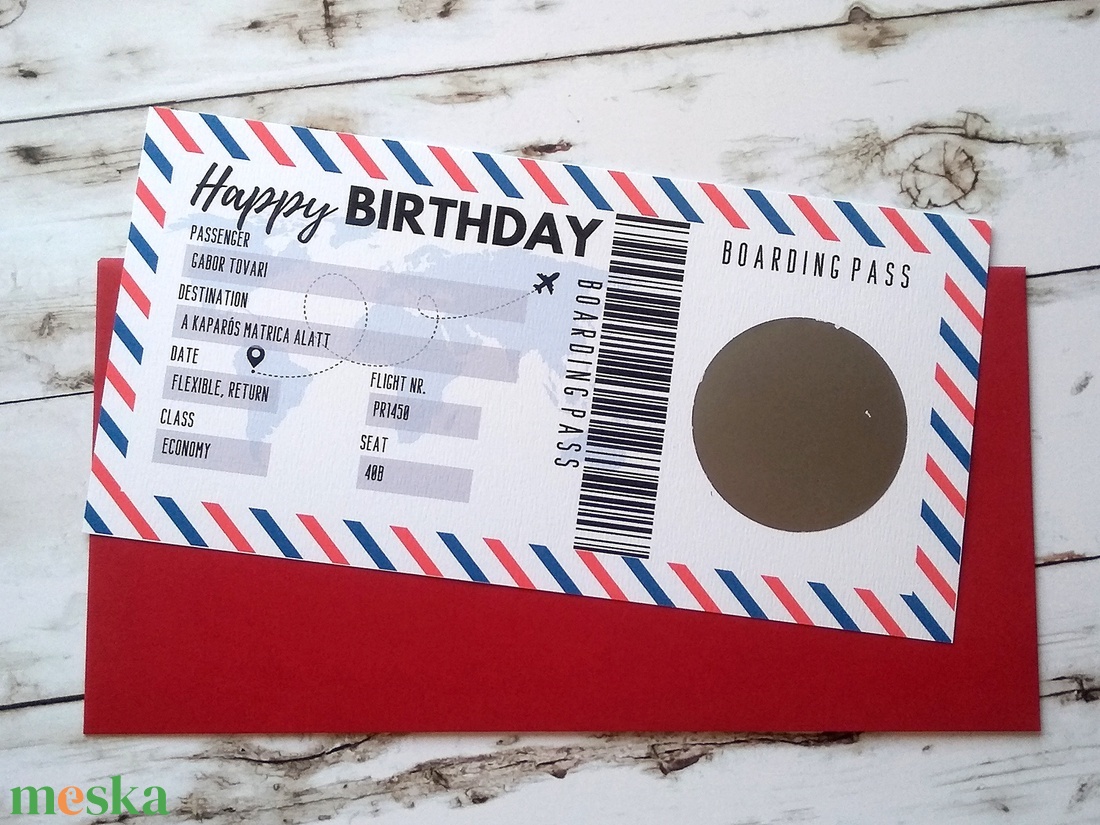 Happy BIRTHDAY
PASSENGER
GABOR TOVARI
DESTINATION
A KAPARÓS MATRICA ALATT
DATE
FLEXIBLE, RETURN
FLIGHT NR.
PR1450
CLASS
ECONOMY
SEAT
40B
BOARDING PASS
BOARDING PASS
meska